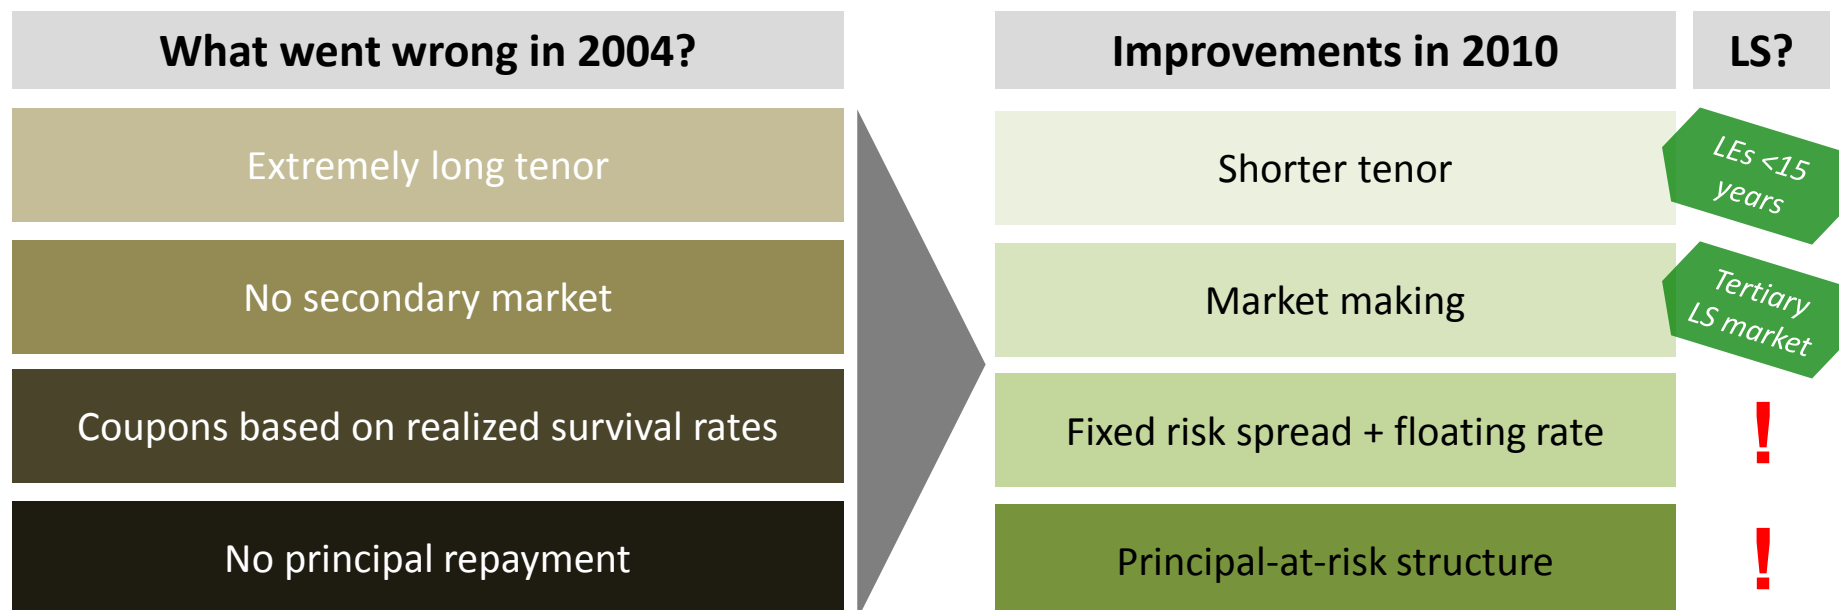 What went wrong in 2004?
Improvements in 2010
LS?
Extremely long tenor
Shorter tenor
LEs <15
years
No secondary market
Market making
Tertiary
LS market
Coupons based on realized survival rates
Fixed risk spread + floating rate
!
No principal repayment
Principal-at-risk structure
!